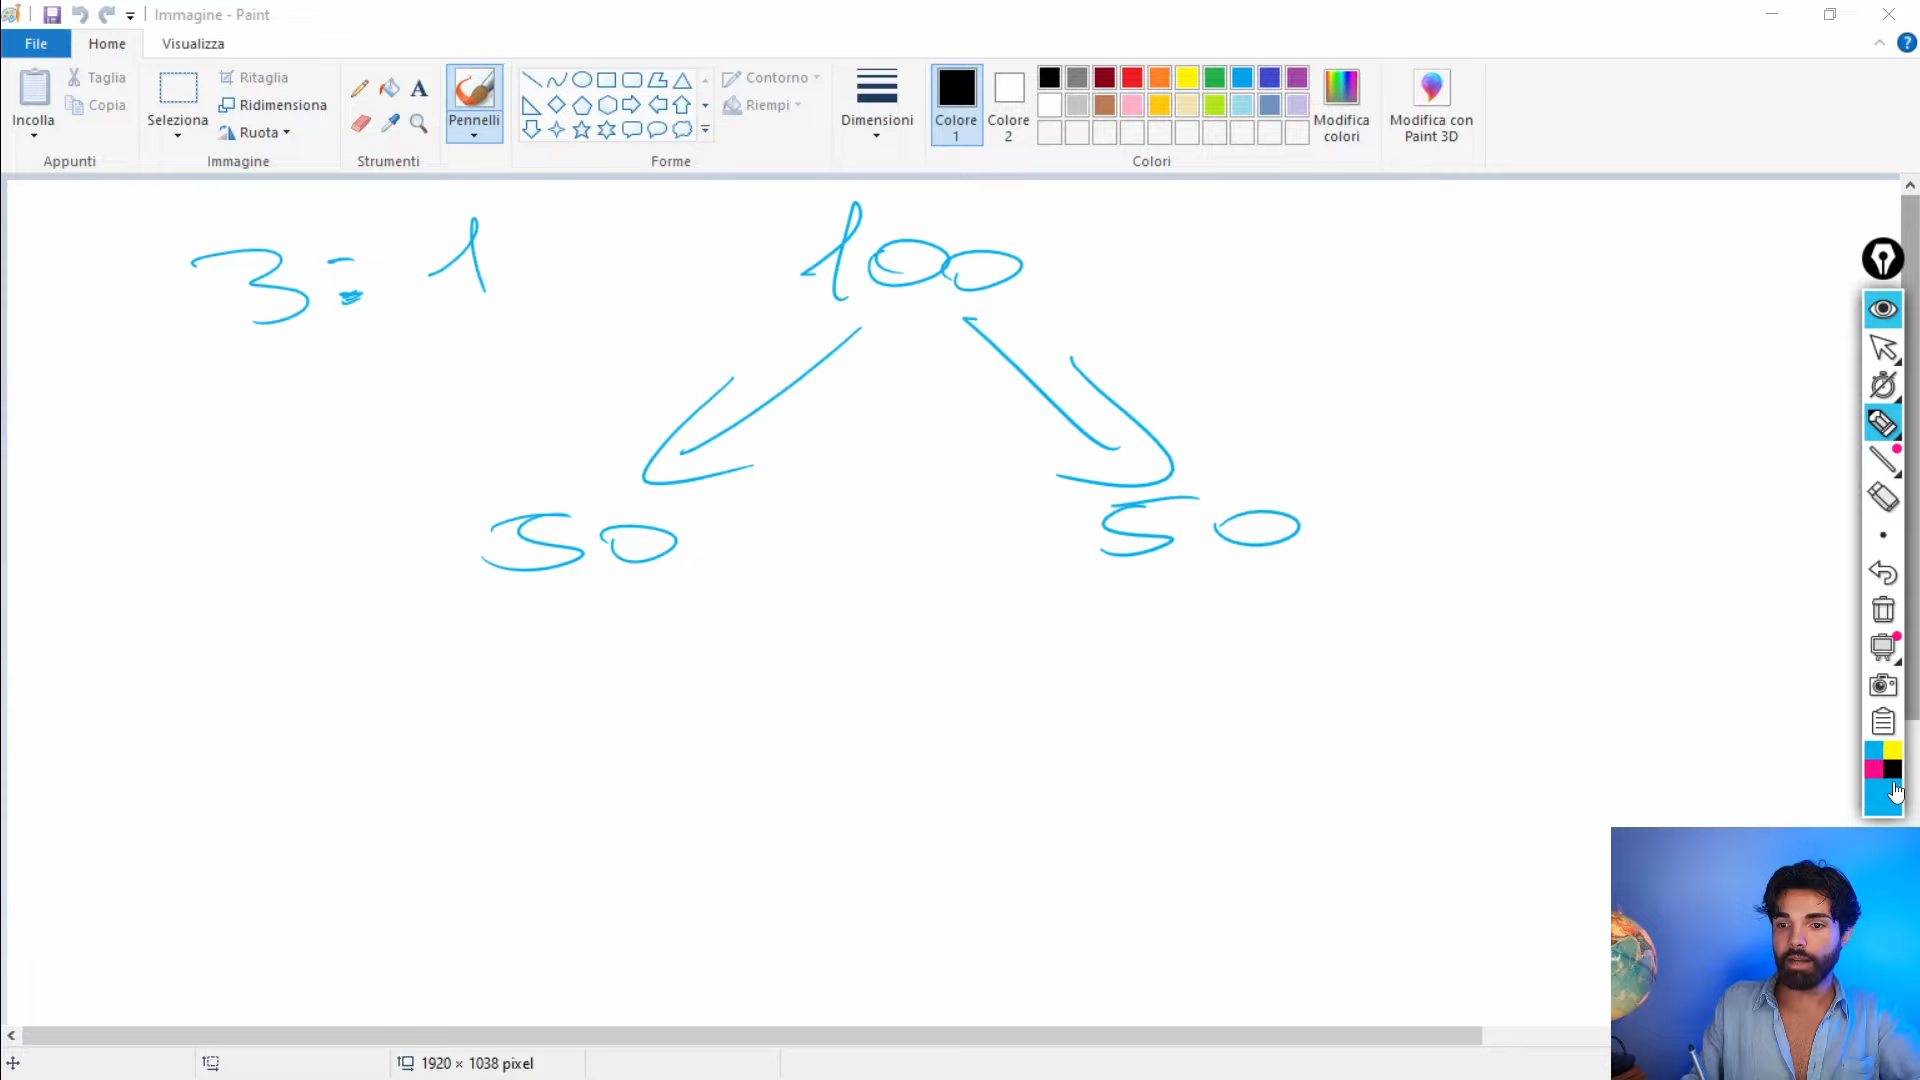 Immagine - Paint
File Home Visualizza
Incolla
Taglia
Copia
Appunti
Seleziona
Ritaglia
Ridimensiona
Ruota
Immagine
Strumenti
Pennelli
Contorno
Riempi
Forme
Dimensioni
Colore 1
Colore 2
Modifica colori
Colori
Modifica con Paint 3D
3 : 1
100
50 50
1920 × 1038 pixel